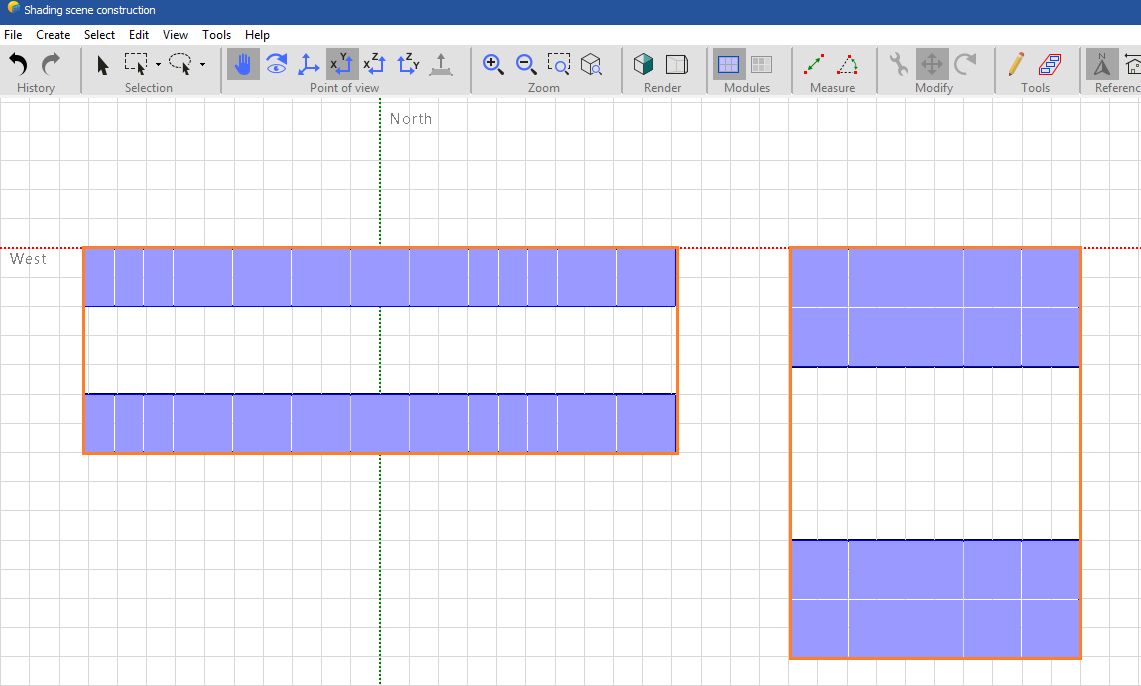 Shading scene construction
File Create Select Edit View Tools Help
Y X Z X Z Y N
History Selection Point of view Zoom Render Modules Measure Modify Tools Referenc
North
West